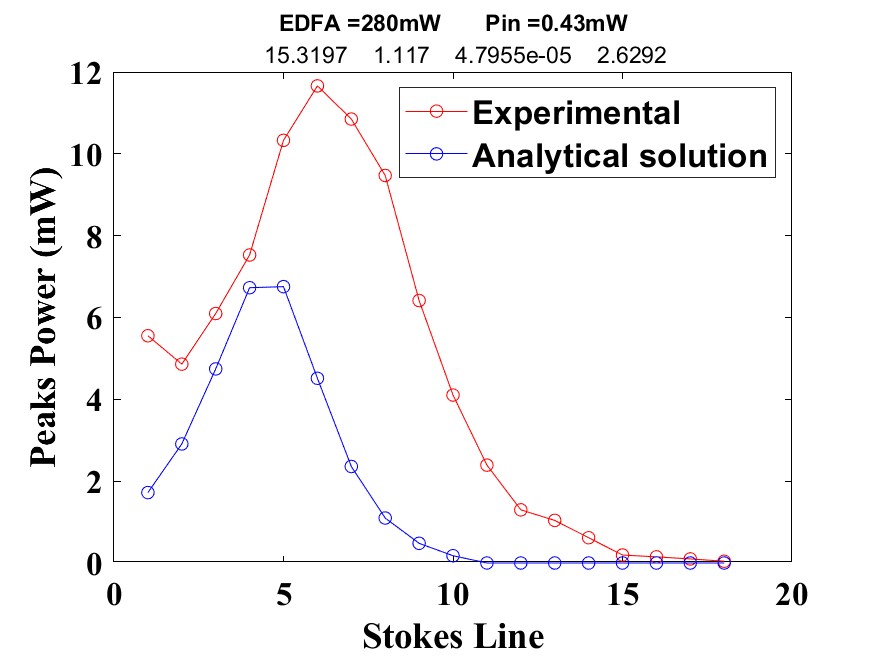 EDFA =280mW Pin =0.43mW
15.3197 1.117 4.7955e-05 2.6292
Experimental
Analytical solution
Peaks Power (mW)
12
10
8
6
4
2
0
0 5 10 15 20
Stokes Line